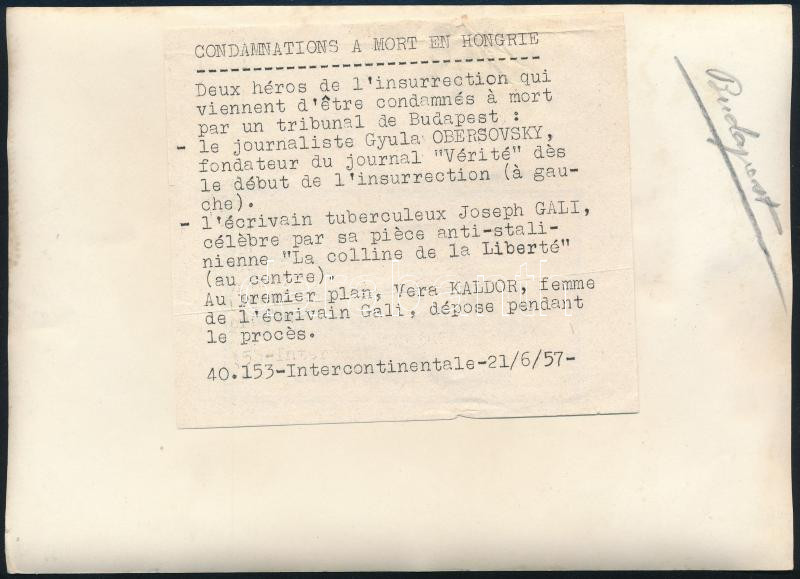 CONDAMNATIONS A MORT EN HONGRIE
--------------------------------
Deux héros de l'insurrection qui
viennent d'être condamnés à mort
par un tribunal de Budapest :
- le journaliste Gyula OBERSOVSKY,
fondateur du journal "Vérité" dès
le début de l'insurrection (à gau-
che).
- l'écrivain tuberculeux Joseph GALI,
célèbre par sa pièce anti-stali-
nienne "La colline de la Liberté"
(au centre).
Au premier plan, Vera KALDOR, femme
de l'écrivain Gali, dépose pendant
le procès.
40.153-Intercontinentale-21/6/57-
Budapest